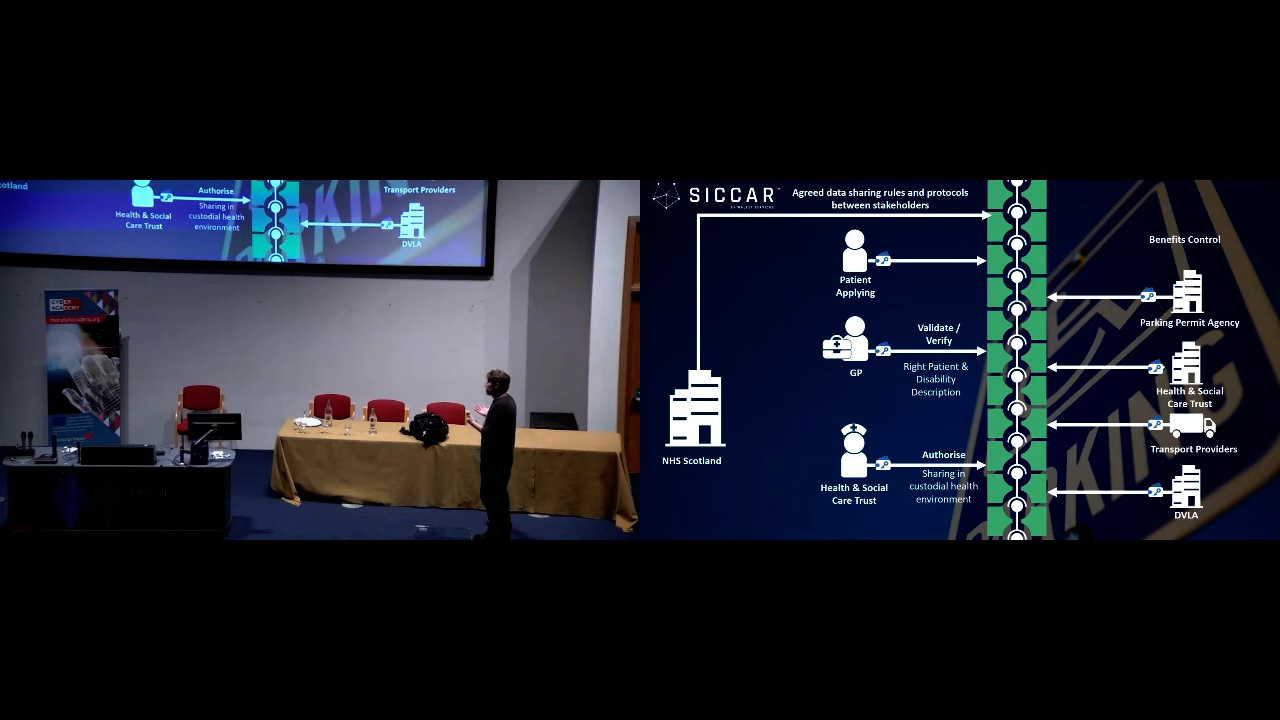 cotland
Authorise
Sharing in
custodial health
environment
Health & Social
Care Trust
Transport Providers
DVLA
SICCAR
Agreed data sharing rules and protocols
between stakeholders
Patient
Applying
GP
Validate /
Verify
Right Patient &
Disability
Description
NHS Scotland
Health & Social
Care Trust
Authorise
Sharing in
custodial health
environment
Benefits Control
Parking Permit Agency
Health & Social
Care Trust
Transport Providers
DVLA
PARKING